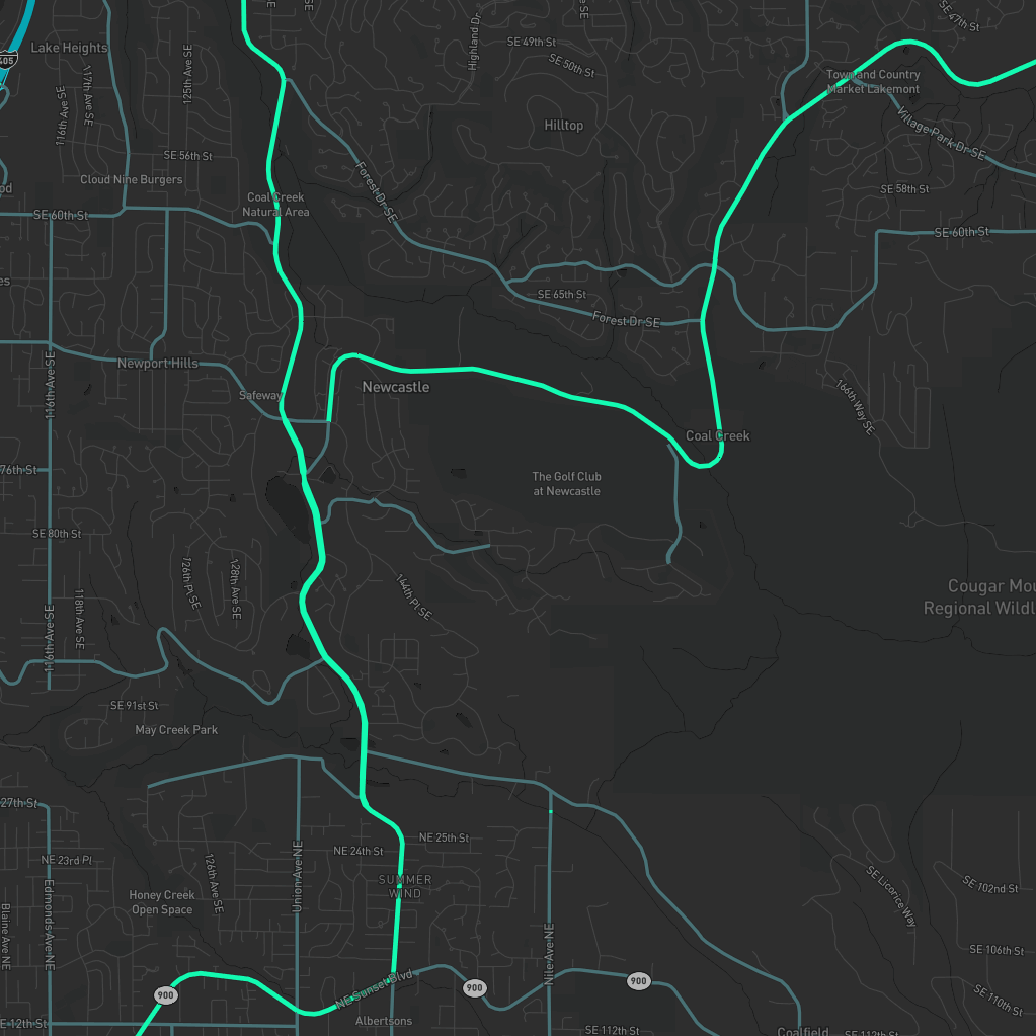 SE 47th St
SE 49th St
Highland Dr
SE 50th St
Lake Heights
405
117th Ave SE
125th Ave SE
116th Ave SE
Town and Country
Market Lakemont
Hilltop
Village Park Dr SE
SE 56th St
Cloud Nine Burgers
Forest Dr SE
SE 58th St
Coal Creek
Natural Area
SE 60th St
SE 60th St
SE 65th St
Forest Dr SE
Newport Hills
116th Ave SE
Safeway
Newcastle
166th Way SE
Coal Creek
76th St
The Golf Club
at Newcastle
SE 80th St
126th Pl SE
128th Ave SE
144th Pl SE
118th Ave SE
116th Ave SE
Cougar Mou
Regional Wildl
SE 91st St
May Creek Park
27th St
NE 25th St
NE 24th St
NE 23rd Pl
126th Ave SE
Union Ave NE
SUMMER
WIND
Honey Creek
Open Space
Edmonds Ave NE
Blaine Ave NE
Nile Ave NE
SE Licorice Way
SE 102nd St
SE 106th St
SE 110th St
900
NE Sunset Blvd
900
900
E 12th St
Albertsons
SE 112th St
Coalfield
SE 112th St